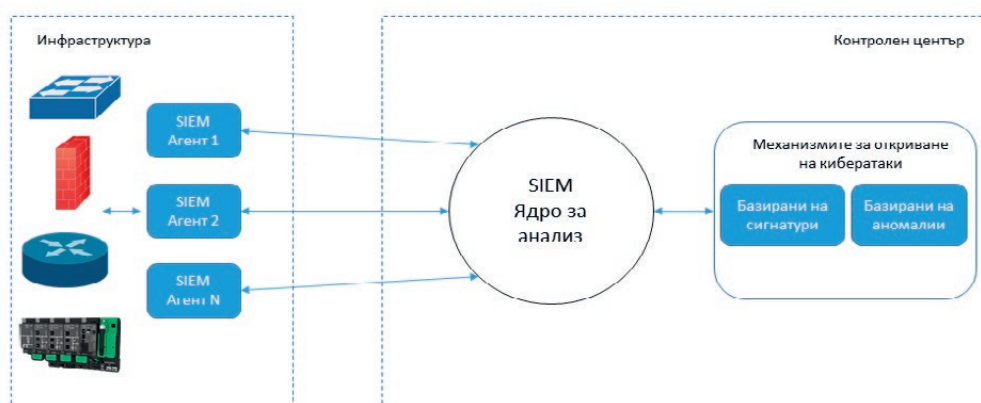 Инфраструктура
Контролен център
SIEM
Агент 1
SIEM
Агент 2
SIEM
Агент N
SIEM
Ядро за
анализ
Механизмите за откриване
на кибератаки
Базирани на
сигнатури
Базирани на
аномалии